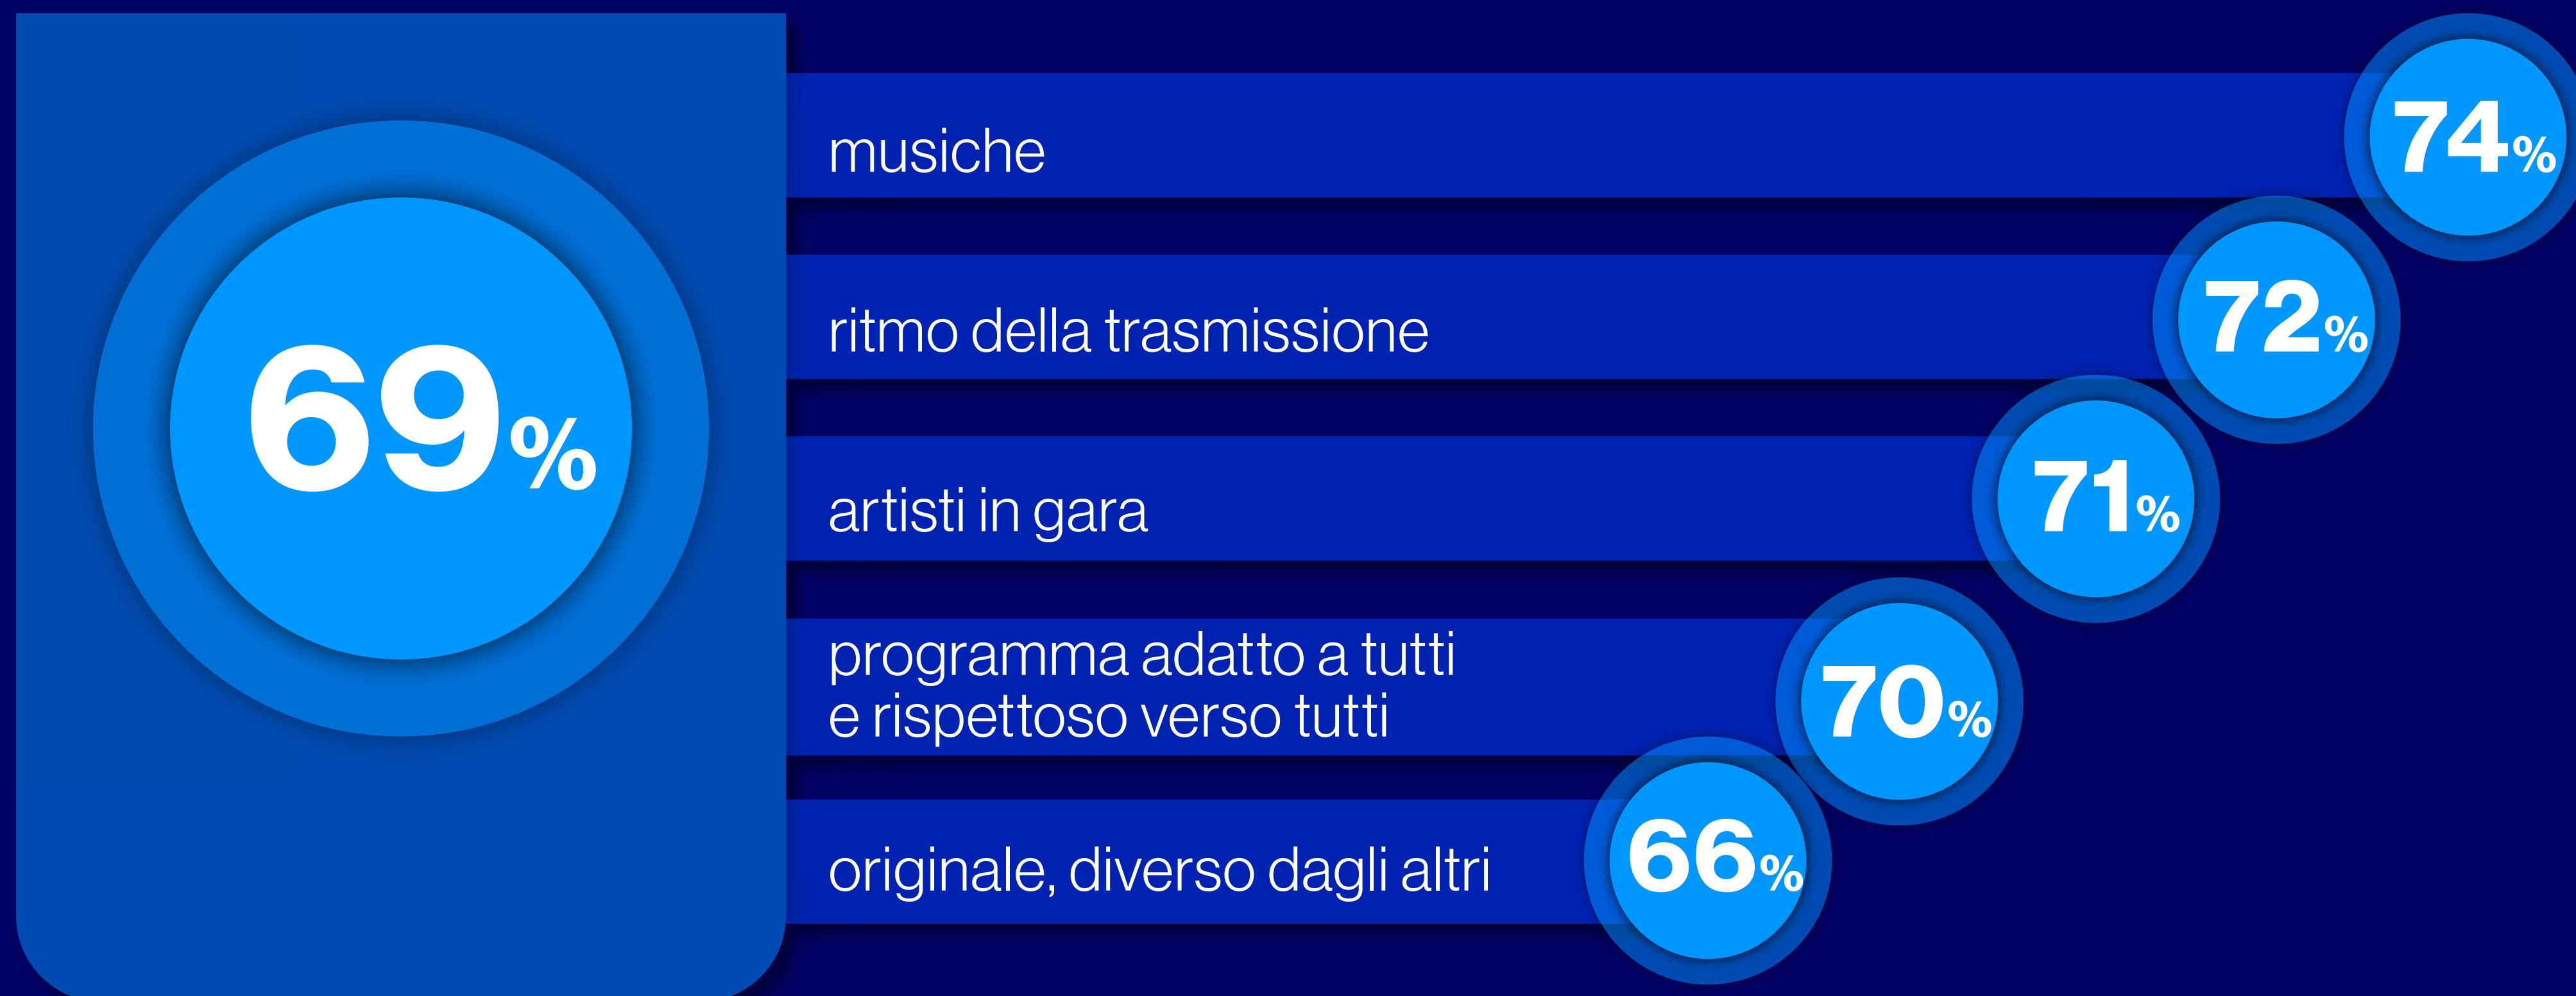 69%
musiche
74%
ritmo della trasmissione
72%
artisti in gara
71%
programma adatto a tutti
e rispettoso verso tutti
70%
originale, diverso dagli altri
66%